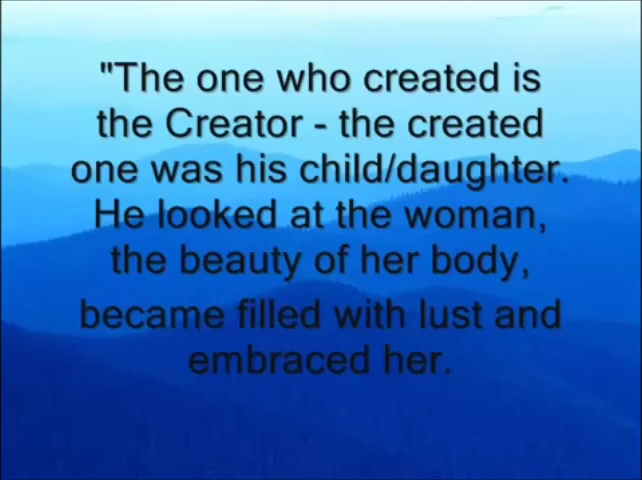 "The one who created is
the Creator - the created
one was his child/daughter.
He looked at the woman,
the beauty of her body,
became filled with lust and
embraced her.